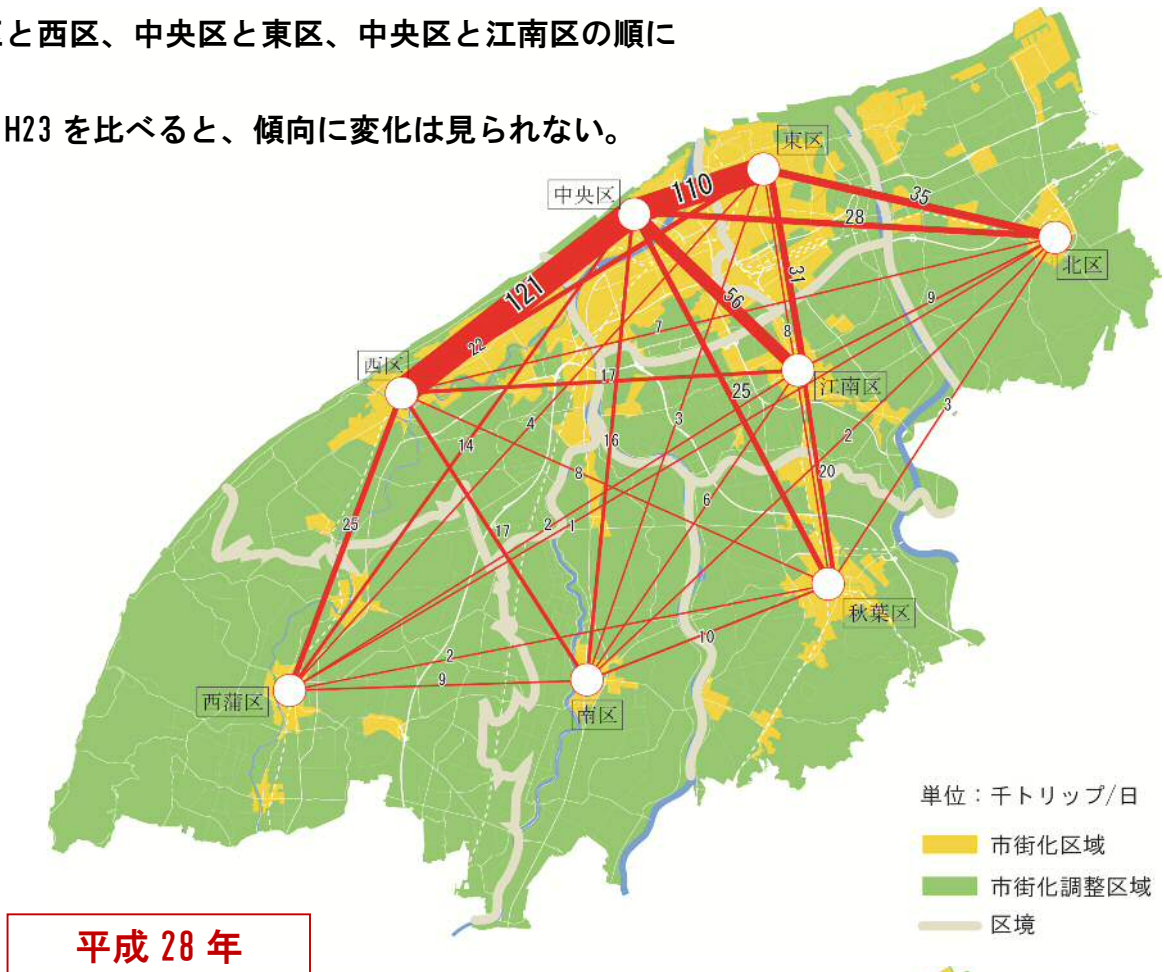 と西区、中央区と東区、中央区と江南区の順に
H23 を比べると、傾向に変化は見られない。
東区
中央区
110
35
28
北区
121
56
31
9
7
8
22
西区
17
江南区
25
3
3
4
2
14
16
8
20
6
25
17
2
1
秋葉区
10
2
9
西蒲区
南区
単位：千トリップ/日
市街化区域
市街化調整区域
区境
平成 28 年